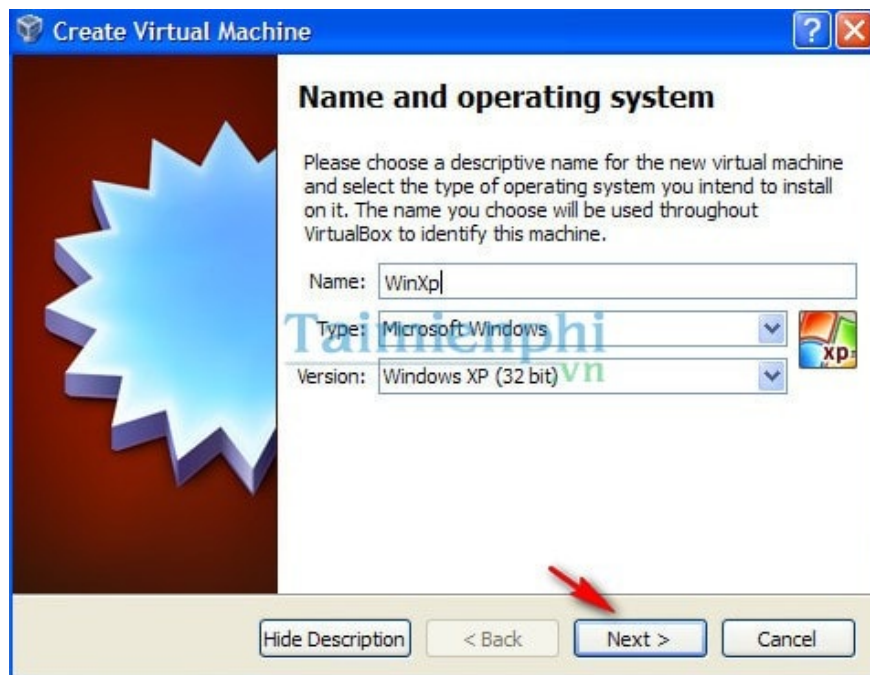 Create Virtual Machine
Name and operating system
Please choose a descriptive name for the new virtual machine
and select the type of operating system you intend to install
on it. The name you choose will be used throughout
VirtualBox to identify this machine.
Name: WinXp
Type: Microsoft Windows
xp
Version: Windows XP (32 bit)
Taimienphi
vn
Hide Description < Back Next > Cancel